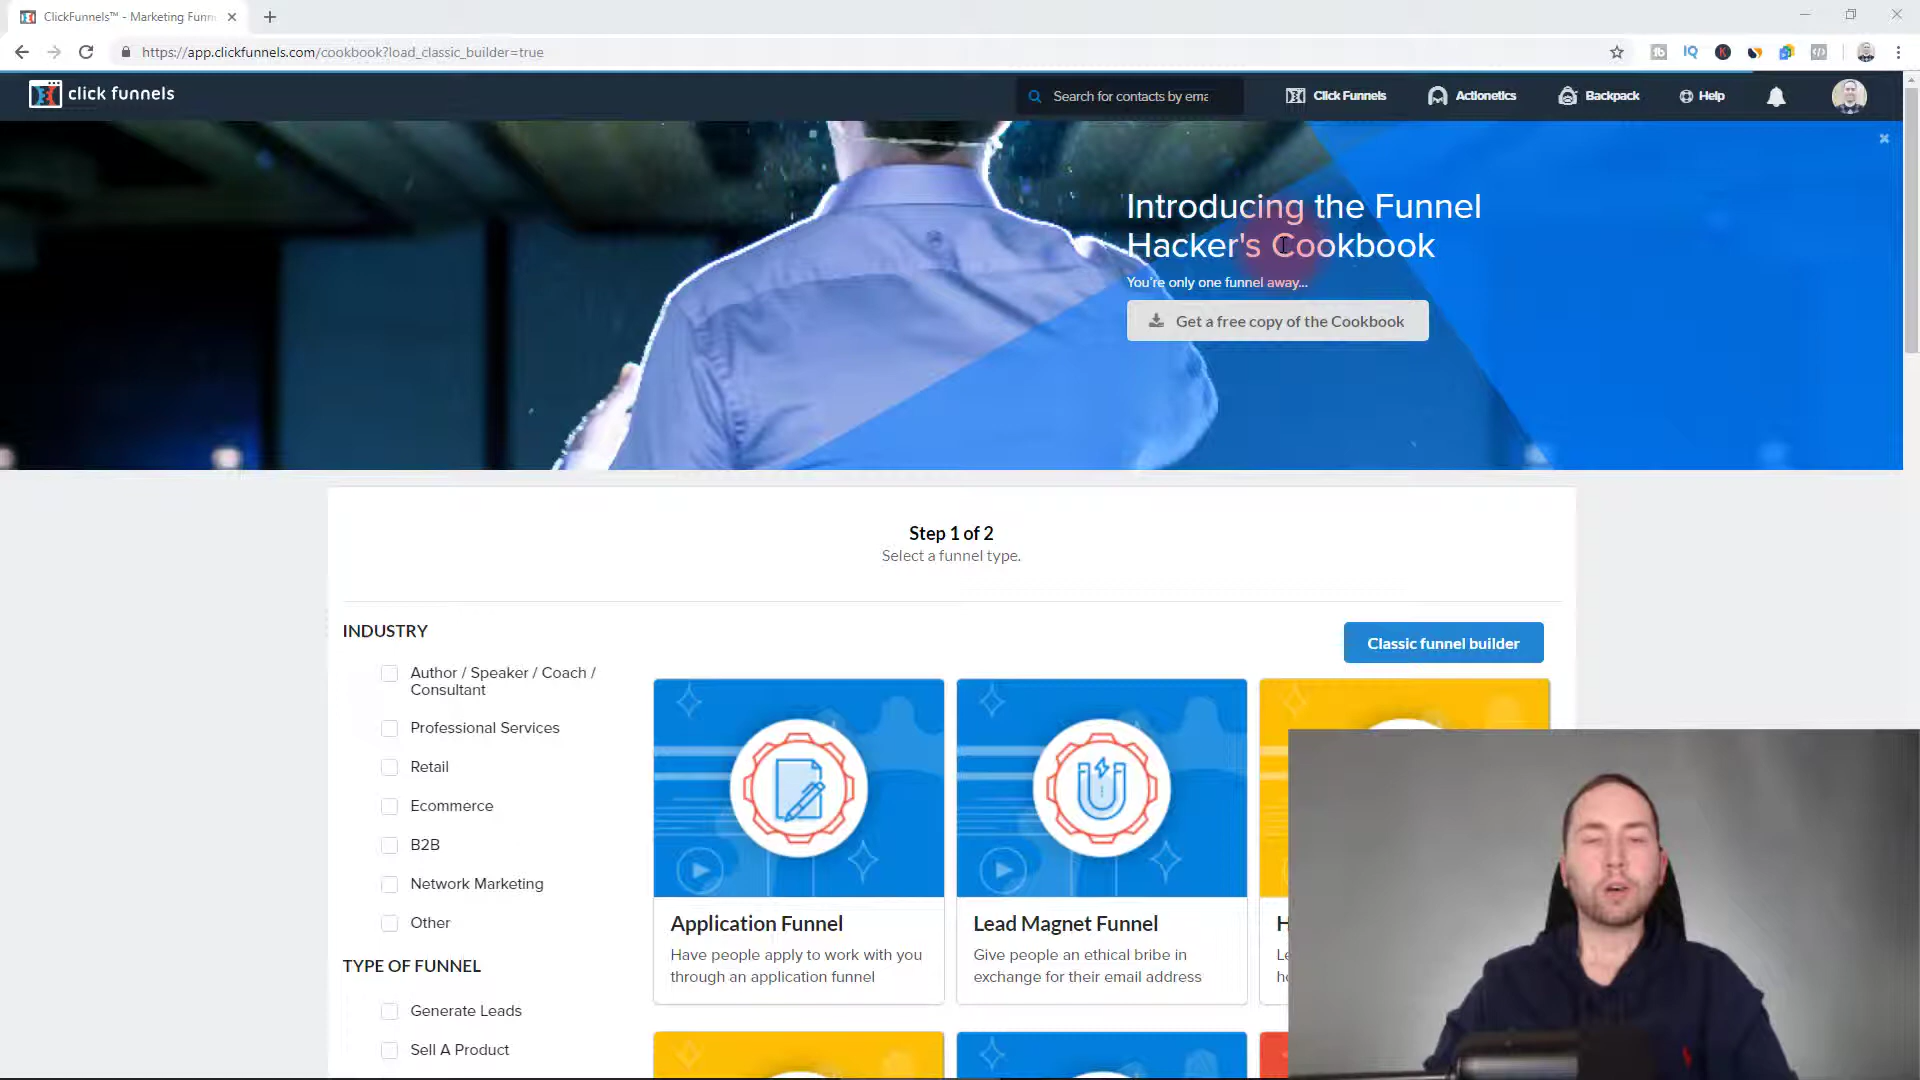 ClickFunnels™ - Marketing Funn
https://app.clickfunnels.com/cookbook?load_classic_builder=true
click funnels
Search for contacts by ema
Click Funnels
Actionetics
Backpack
Help
Introducing the Funnel
Hacker's Cookbook
You're only one funnel away...
Get a free copy of the Cookbook
Step 1 of 2
Select a funnel type.
INDUSTRY
Classic funnel builder
Author / Speaker / Coach /
Consultant
Professional Services
Retail
Ecommerce
B2B
Network Marketing
Other
TYPE OF FUNNEL
Generate Leads
Sell A Product
Application Funnel
Have people apply to work with you
through an application funnel
Lead Magnet Funnel
Give people an ethical bribe in
exchange for their email address